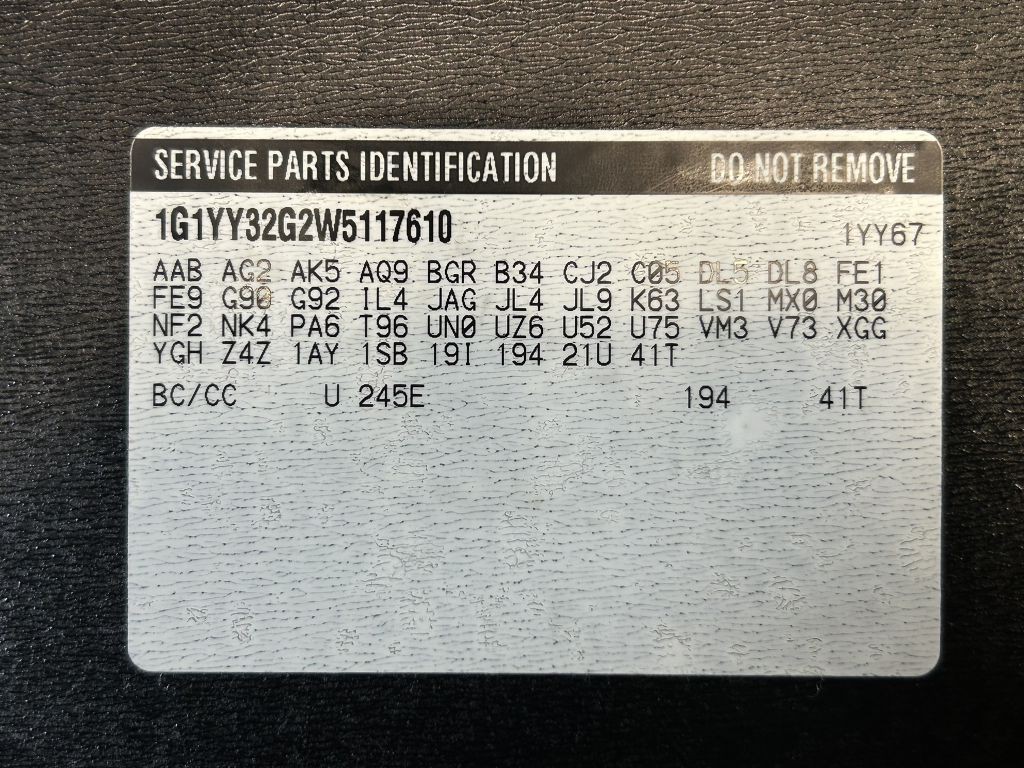 SERVICE PARTS IDENTIFICATION DO NOT REMOVE
1G1YY32G2W5117610 1YY67
AAB AG2 AK5 AQ9 BGR B34 CJ2 C05 DL5 DL8 FE1
FE9 G90 G92 IL4 JAG JL4 JL9 K63 LS1 MX0 M30
NF2 NK4 PA6 T96 UN0 UZ6 U52 U75 VM3 V73 XGG
YGH Z4Z 1AY 1SB 19I 194 21U 41T
BC/CC U 245E 194 41T